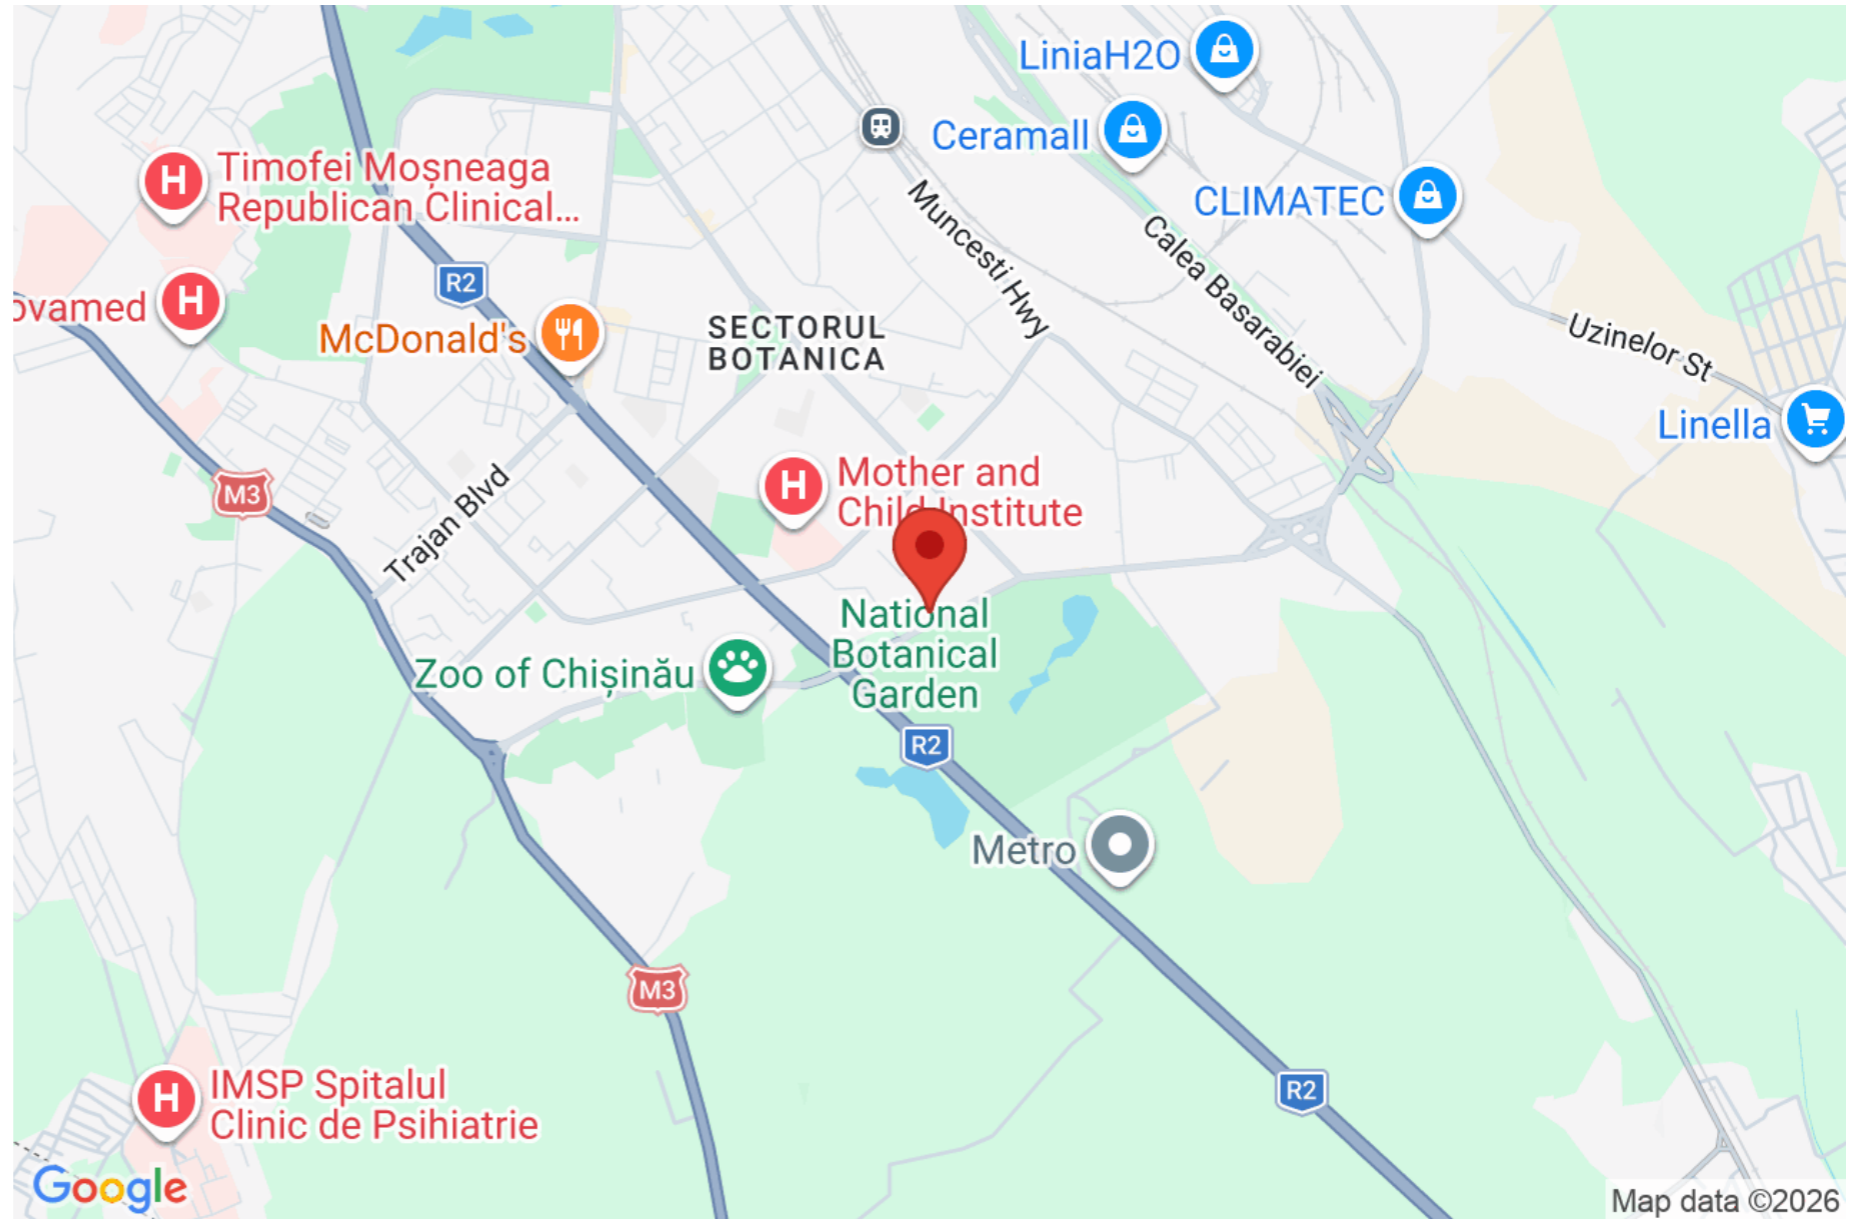 LiniaH2O
Ceramall
CLIMATEC
Timofei Moșneaga
Republican Clinical...
Muncesti Hwy
Calea Basarabiei
R2
ovamed
McDonald's
SECTORUL
BOTANICA
Uzinelor St
Linella
M3
Trajan Blvd
Mother and
Child Institute
National
Botanical
Garden
Zoo of Chișinău
R2
Metro
M3
R2
IMSP Spitalul
Clinic de Psihiatrie
Google
Map data ©2026